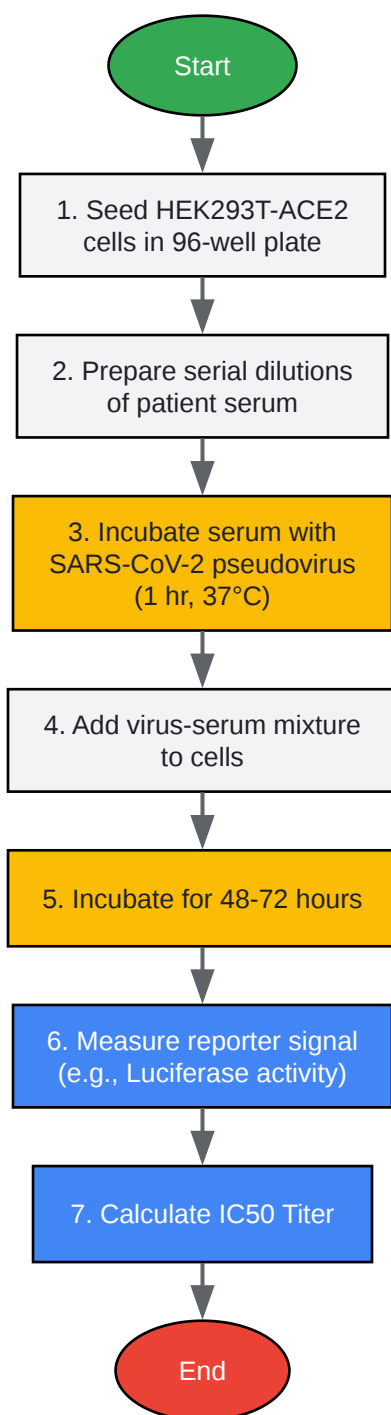 Start
1. Seed HEK293T-ACE2
cells in 96-well plate
2. Prepare serial dilutions
of patient serum
3. Incubate serum with
SARS-CoV-2 pseudovirus
(1 hr, 37°C)
4. Add virus-serum mixture
to cells
5. Incubate for 48-72 hours
6. Measure reporter signal
(e.g., Luciferase activity)
7. Calculate IC50 Titer
End